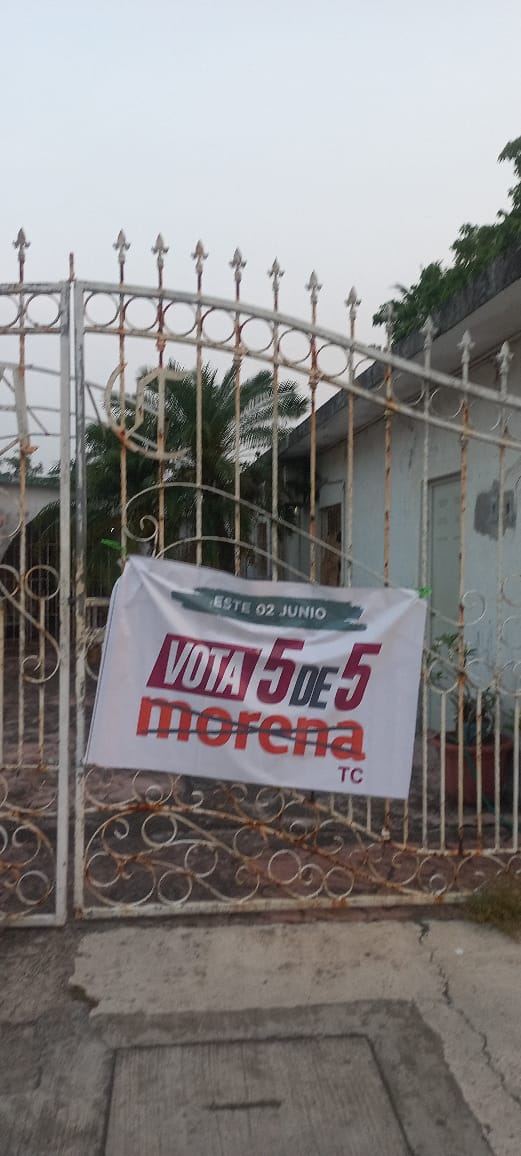 ESTE 02 JUNIO
VOTA 5 DE 5
morena
TC